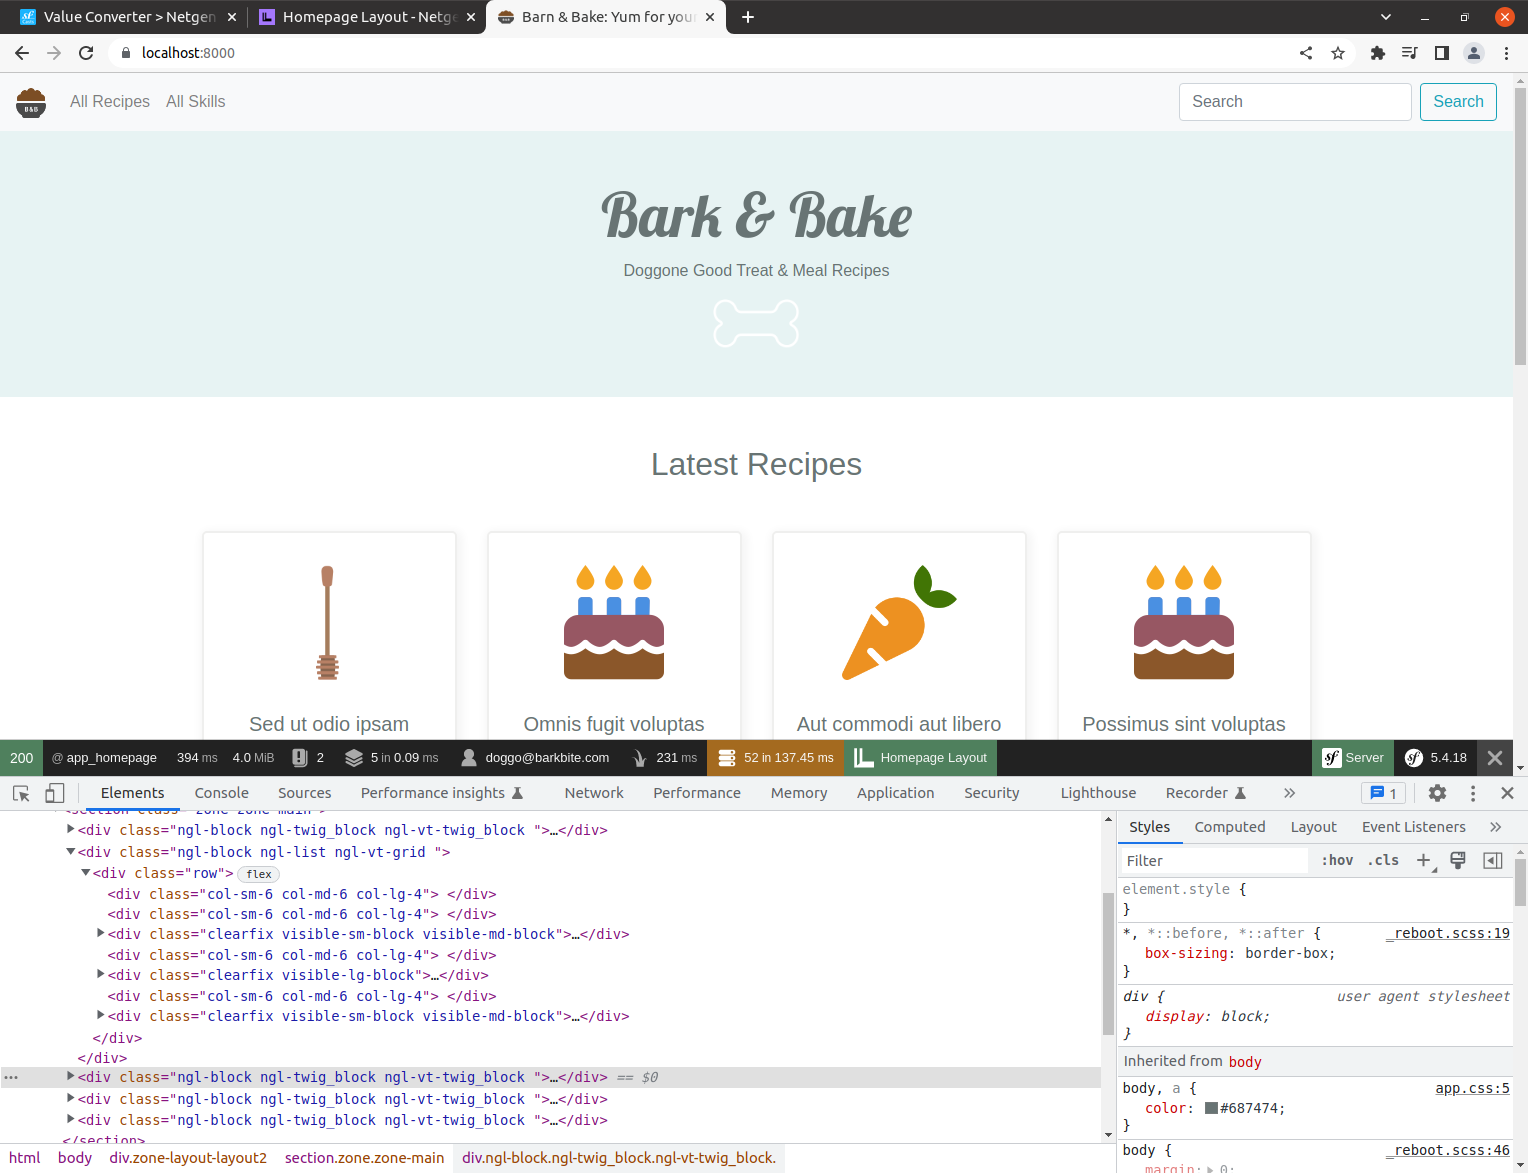 Value Converter > Netgen
Homepage Layout - Netge
Barn & Bake: Yum for your
localhost:8000
B&B
All Recipes
All Skills
Search
Search
Bark & Bake
Doggone Good Treat & Meal Recipes
Latest Recipes
Sed ut odio ipsam
Omnis fugit voluptas
Aut commodi aut libero
Possimus sint voluptas
200
@ app_homepage
394 ms
4.0 MiB
2
5 in 0.09 ms
doggo@barkbite.com
231 ms
52 in 137.45 ms
Homepage Layout
Server
5.4.18
Elements
Console
Sources
Performance insights
Network
Performance
Memory
Application
Security
Lighthouse
Recorder
1
<section class="zone zone-main">
<div class="ngl-block ngl-twig_block ngl-vt-twig_block ">…</div>
<div class="ngl-block ngl-list ngl-vt-grid ">
<div class="row"> flex
<div class="col-sm-6 col-md-6 col-lg-4"> </div>
<div class="col-sm-6 col-md-6 col-lg-4"> </div>
<div class="clearfix visible-sm-block visible-md-block">…</div>
<div class="col-sm-6 col-md-6 col-lg-4"> </div>
<div class="clearfix visible-lg-block">…</div>
<div class="col-sm-6 col-md-6 col-lg-4"> </div>
<div class="clearfix visible-sm-block visible-md-block">…</div>
</div>
</div>
<div class="ngl-block ngl-twig_block ngl-vt-twig_block ">…</div> == $0
<div class="ngl-block ngl-twig_block ngl-vt-twig_block ">…</div>
<div class="ngl-block ngl-twig_block ngl-vt-twig_block ">…</div>
</section>
html
body
div.zone-layout-layout2
section.zone.zone-main
div.ngl-block.ngl-twig_block.ngl-vt-twig_block.
Styles
Computed
Layout
Event Listeners
Filter
:hov
.cls
element.style {
}
*, *::before, *::after {
_reboot.scss:19
box-sizing: border-box;
}
div {
user agent stylesheet
display: block;
}
Inherited from body
body, a {
app.css:5
color: #687474;
}
body {
_reboot.scss:46
margin: 0;